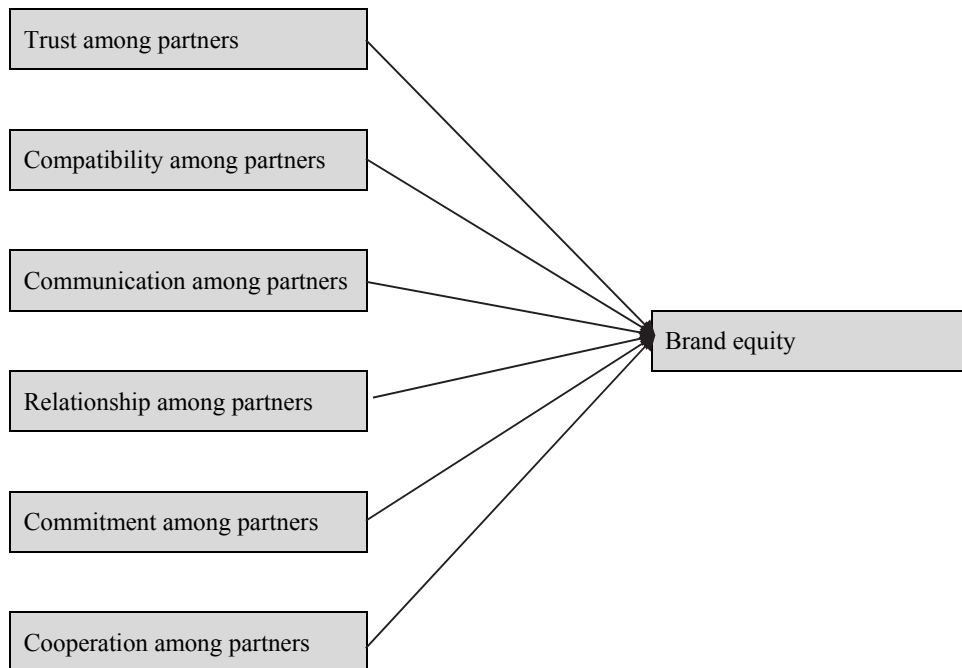 Trust among partners
Compatibility among partners
Communication among partners
Brand equity
Relationship among partners
Commitment among partners
Cooperation among partners